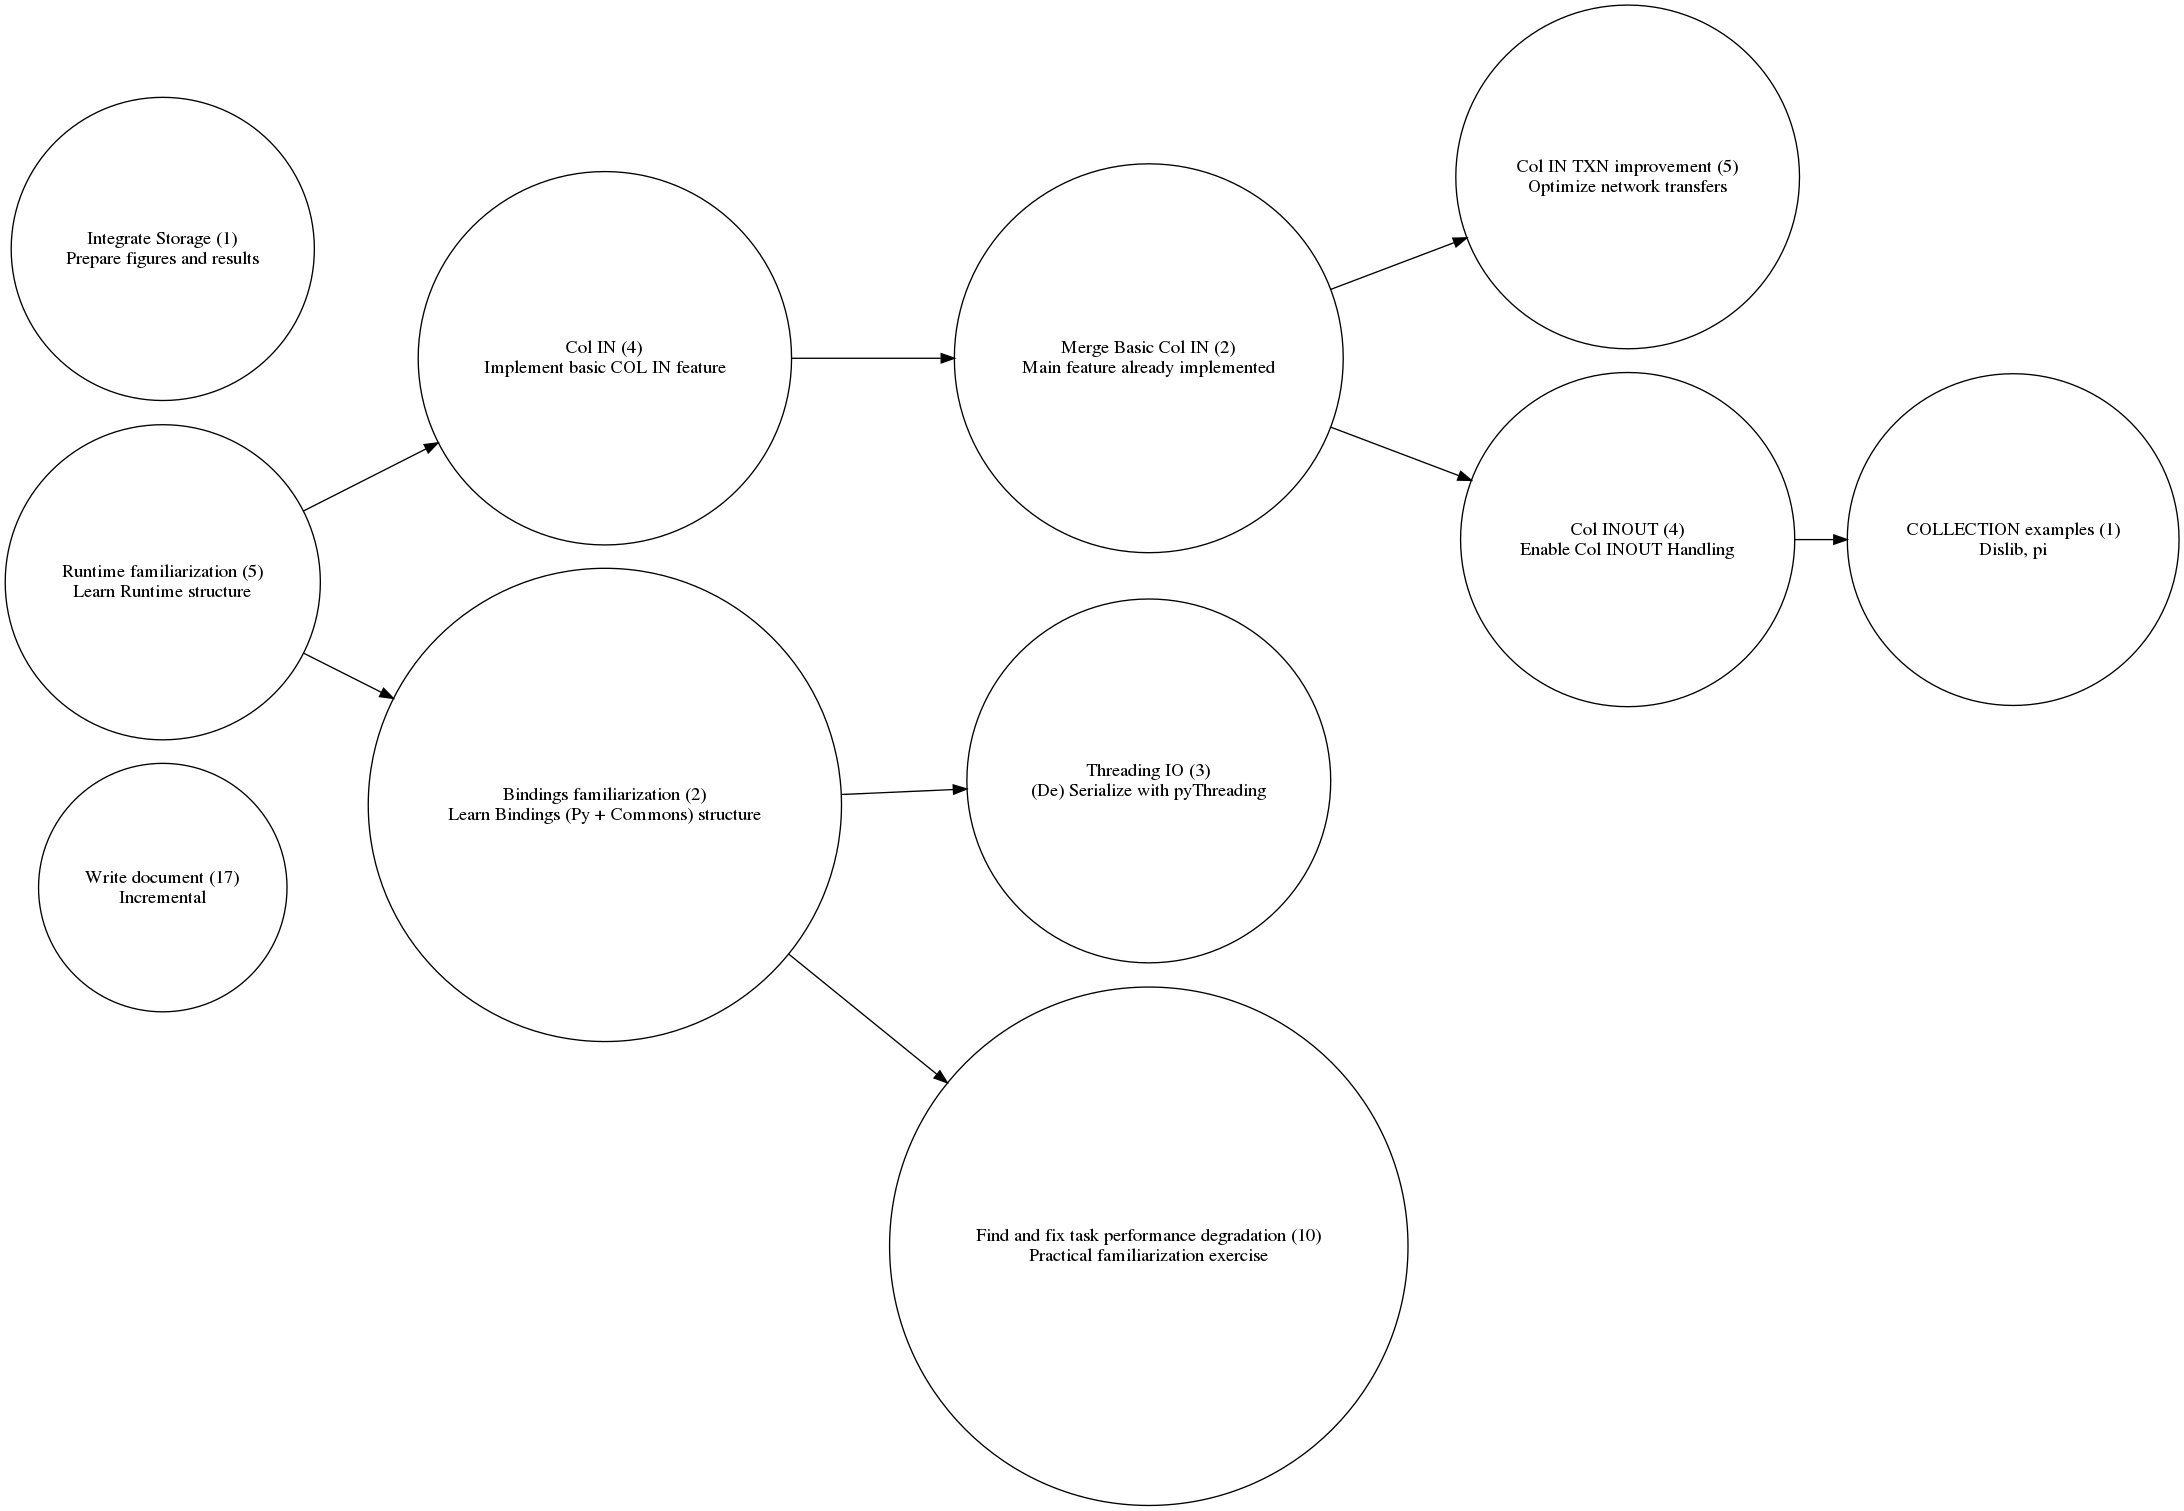 Integrate Storage (1)
Prepare figures and results
Runtime familiarization (5)
Learn Runtime structure
Write document (17)
Incremental
Col IN (4)
Implement basic COL IN feature
Bindings familiarization (2)
Learn Bindings (Py + Commons) structure
Merge Basic Col IN (2)
Main feature already implemented
Threading IO (3)
(De) Serialize with pyThreading
Find and fix task performance degradation (10)
Practical familiarization exercise
Col IN TXN improvement (5)
Optimize network transfers
Col INOUT (4)
Enable Col INOUT Handling
COLLECTION examples (1)
Dislib, pi